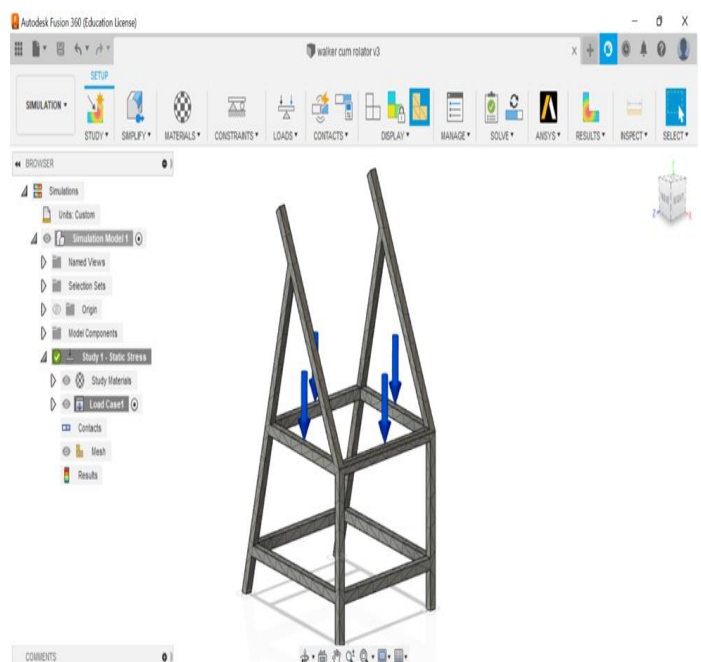 Autodesk Fusion 360 (Education License)
walker cum rolator v3
SETUP
SIMULATION
STUDY
SIMPLIFY
MATERIALS
CONSTRAINTS
LOADS
CONTACTS
DISPLAY
MANAGE
SOLVE
ANSYS
RESULTS
INSPECT
SELECT
BROWSER
Simulations
Units: Custom
Simulation Model 1
Named Views
Selection Sets
Origin
Model Components
Study 1 - Static Stress
Study Materials
Load Case1
Contacts
Mesh
Results
COMMENTS